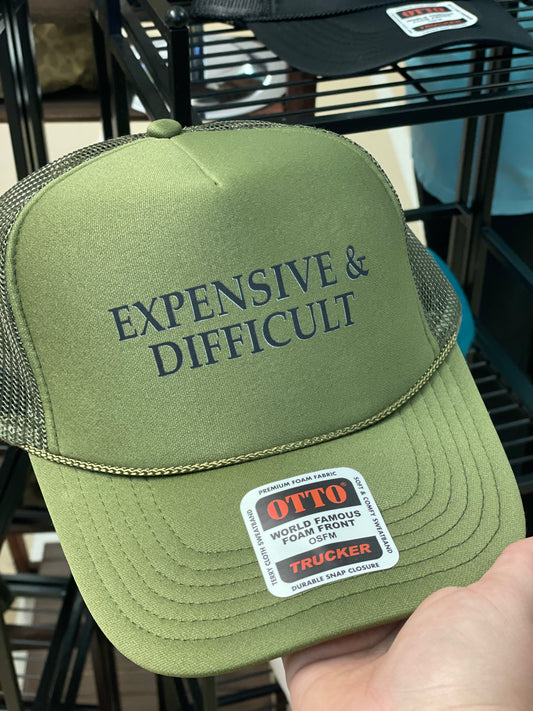 OTTO
EXPENSIVE &
DIFFICULT
PREMIUM FOAM FABRIC
OTTO®
WORLD FAMOUS
FOAM FRONT
OSFM
TRUCKER
DURABLE SNAP CLOSURE
TERRY CLOTH SWEATBAND
SOFT & COMFY SWEATBAND